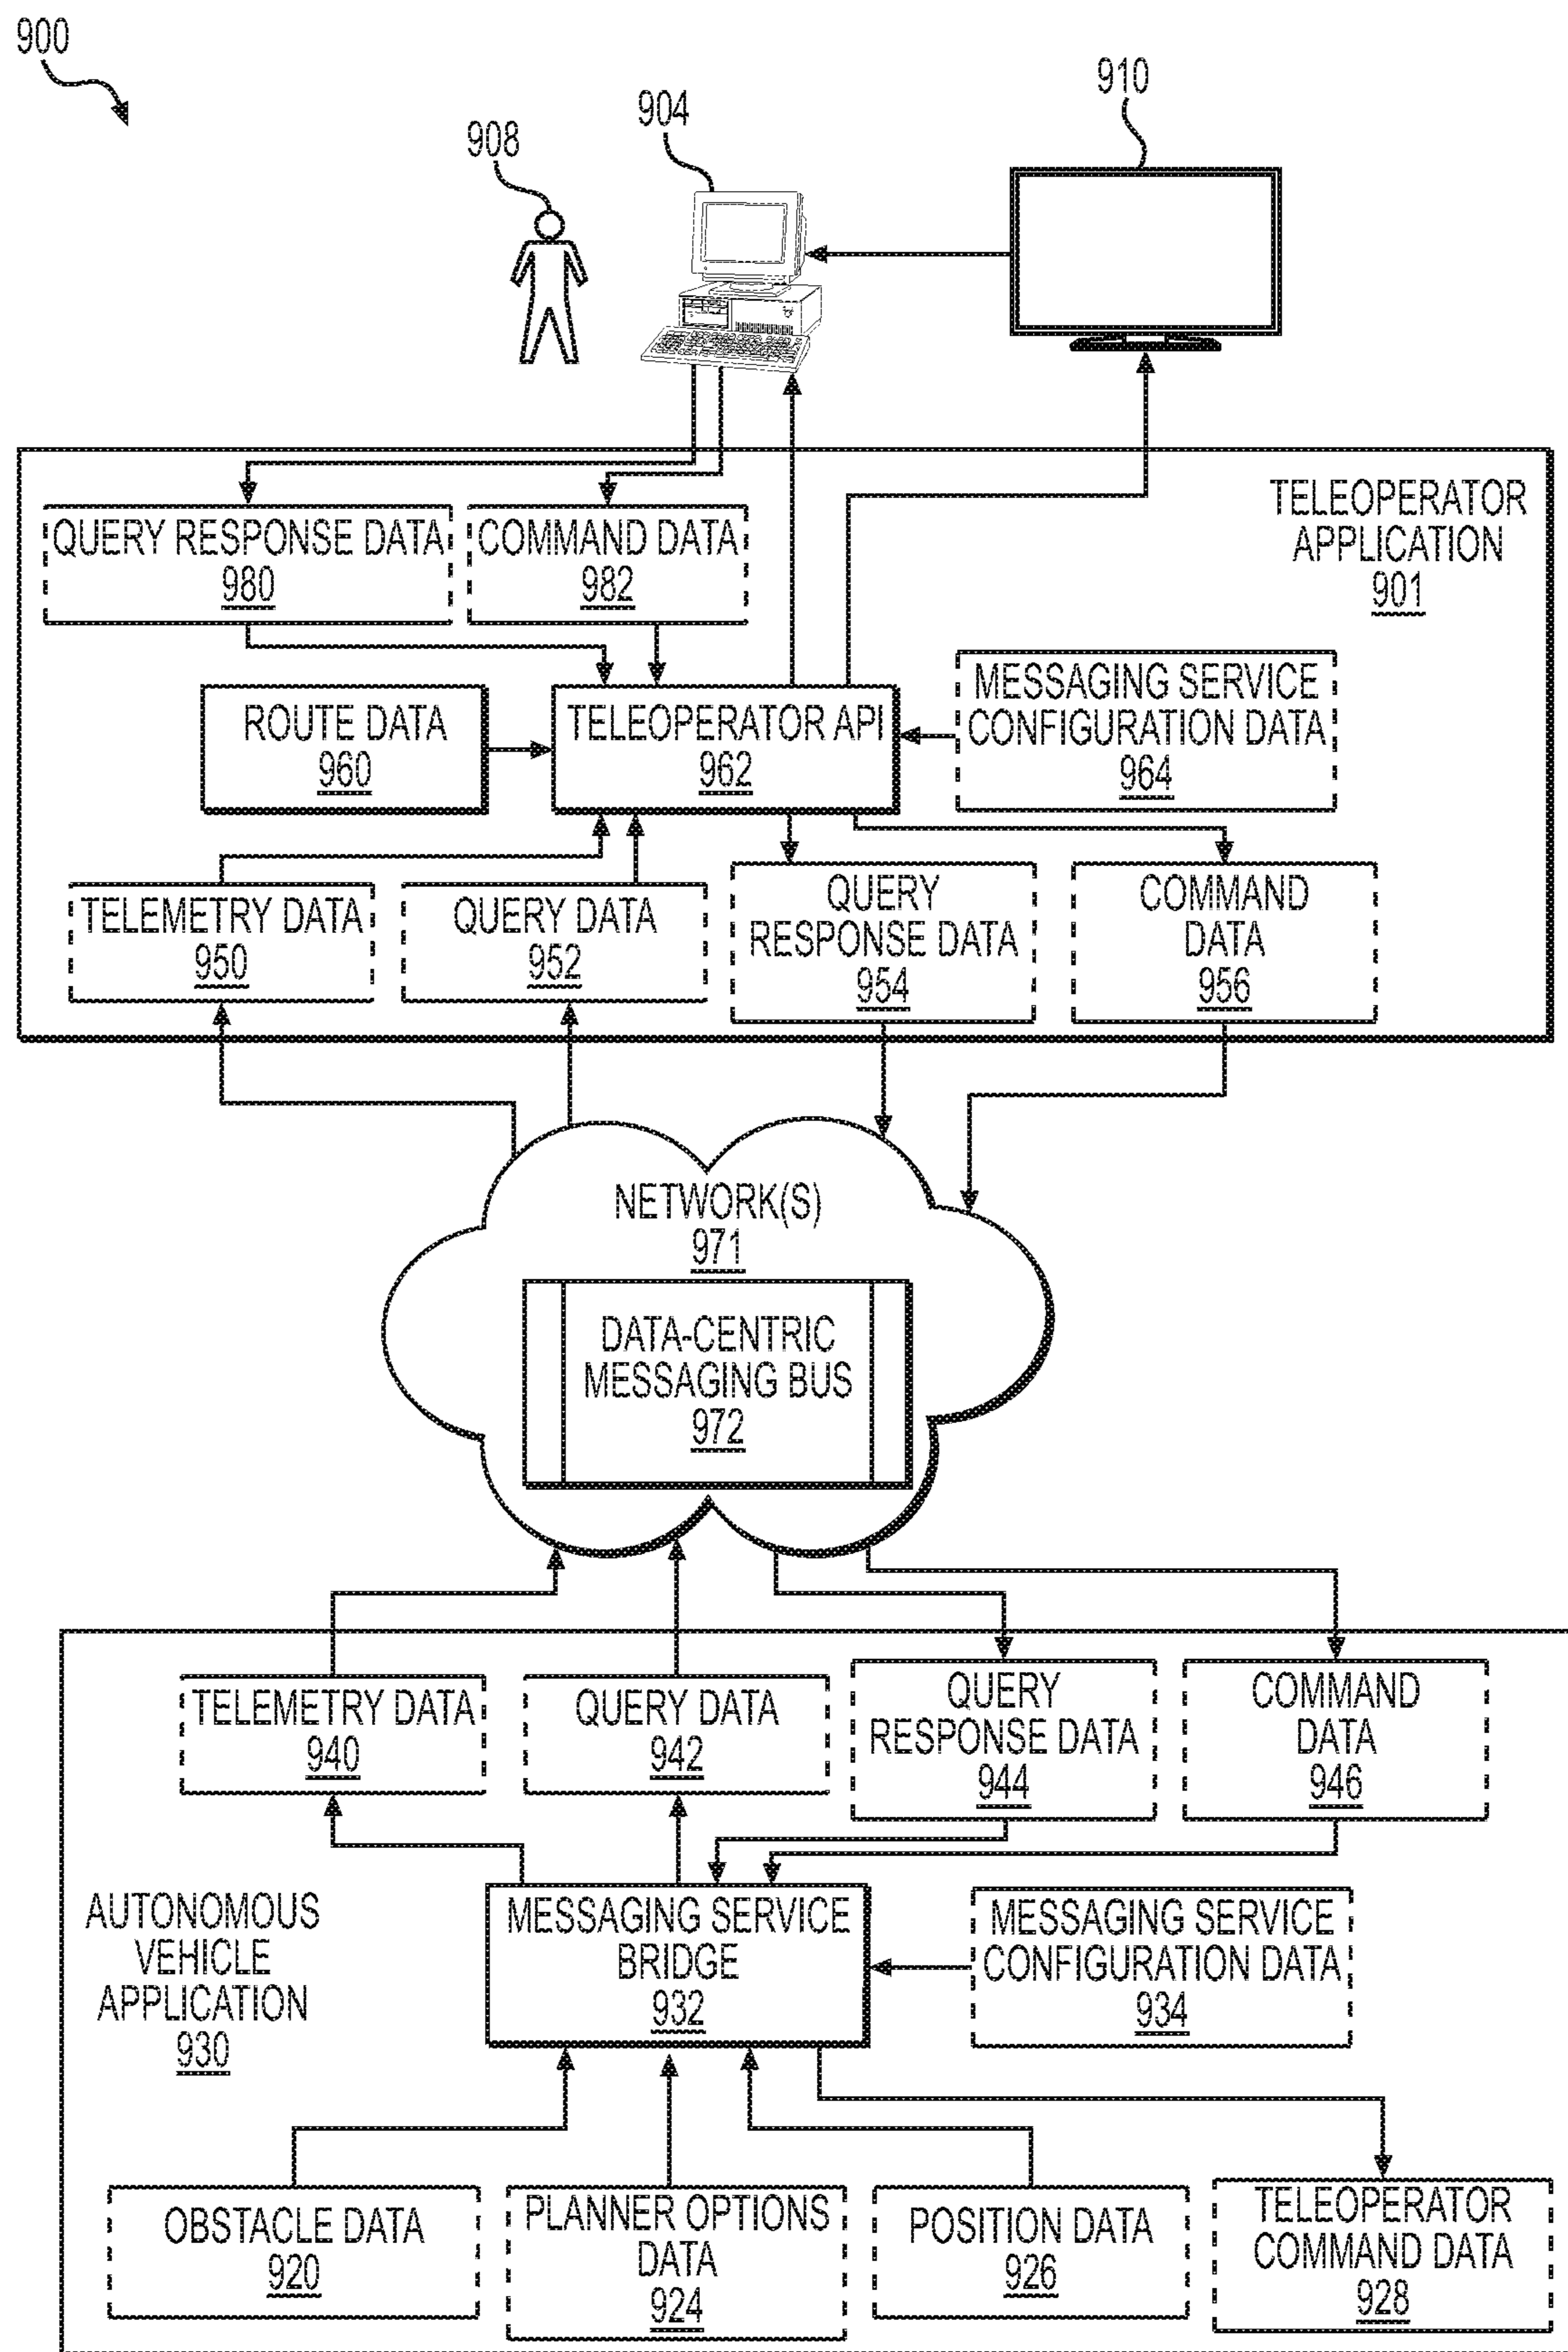 900
908
904
910
TELEOPERATOR
APPLICATION
901
QUERY RESPONSE DATA
980
COMMAND DATA
982
ROUTE DATA
960
TELEOPERATOR API
962
MESSAGING SERVICE
CONFIGURATION DATA
964
TELEMETRY DATA
950
QUERY DATA
952
QUERY
RESPONSE DATA
954
COMMAND
DATA
956
NETWORK(S)
971
DATA-CENTRIC
MESSAGING BUS
972
TELEMETRY DATA
940
QUERY DATA
942
QUERY
RESPONSE DATA
944
COMMAND
DATA
946
AUTONOMOUS
VEHICLE
APPLICATION
930
MESSAGING SERVICE
BRIDGE
932
MESSAGING SERVICE
CONFIGURATION DATA
934
OBSTACLE DATA
920
PLANNER OPTIONS
DATA
924
POSITION DATA
926
TELEOPERATOR
COMMAND DATA
928